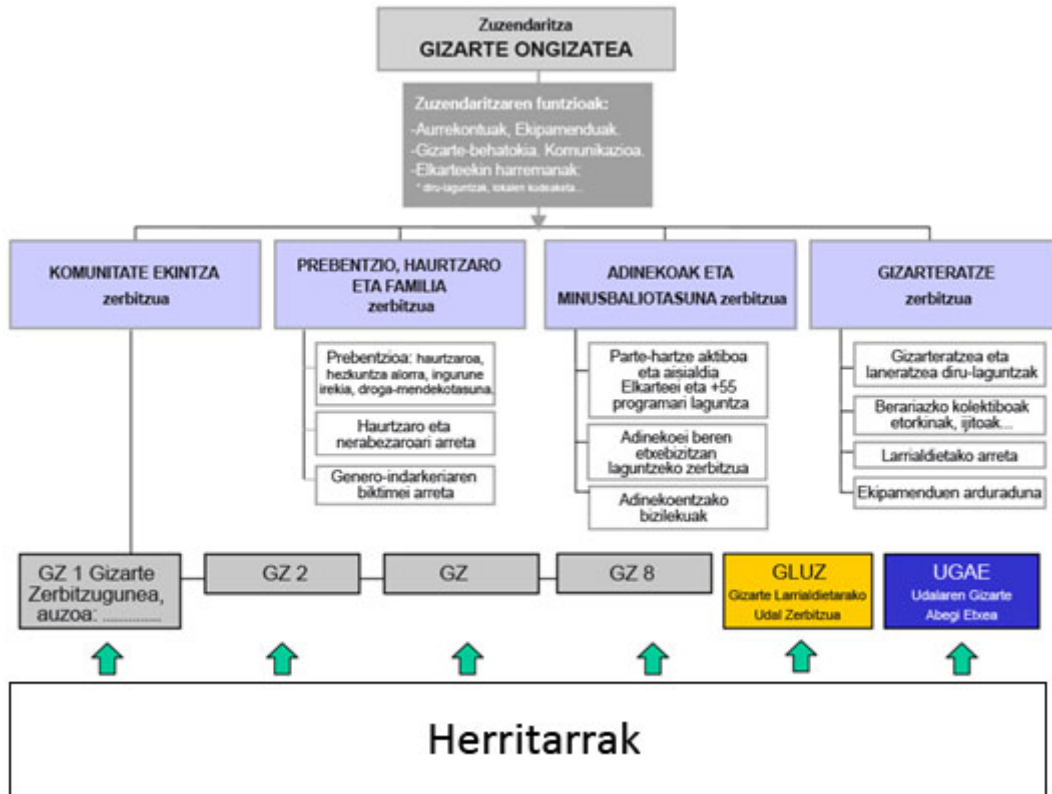 Zuzendaritza
GIZARTE ONGIZATEA
Zuzendaritzaren funtzioak:
-Aurrekontuak, Ekipamenduak.
-Gizarte-behatokia. Komunikazioa.
-Elkarteekin harremanak:
* diru-laguntzak, lokalen kudeaketa...
KOMUNITATE EKINTZA
zerbitzua
PREBENTZIO, HAURTZARO
ETA FAMILIA
zerbitzua
ADINEKOAK ETA
MINUSBALIOTASUNA zerbitzua
GIZARTERATZE
zerbitzua
Prebentzioa: haurtzaroa,
hezkuntza alorra, ingurune
irekia, droga-mendekotasuna.
Haurtzaro eta
nerabezaroari arreta
Genero-indarkeriaren
biktimei arreta
Parte-hartze aktiboa
eta aisialdia
Elkarteei eta +55
programari laguntza
Adinekoei beren
etxebizitzan
laguntzeko zerbitzua
Adinekoentzako
bizilekuak
Gizarteratzea eta
laneratzea diru-laguntzak
Berariazko kolektiboak
etorkinak, ijitoak...
Larrialdietako arreta
Ekipamenduen arduraduna
GZ 1 Gizarte
Zerbitzugunea,
auzoa: ..............
GZ 2
GZ
GZ 8
GLUZ
Gizarte Larrialdietarako
Udal Zerbitzua
UGAE
Udalaren Gizarte
Abegi Etxea
Herritarrak